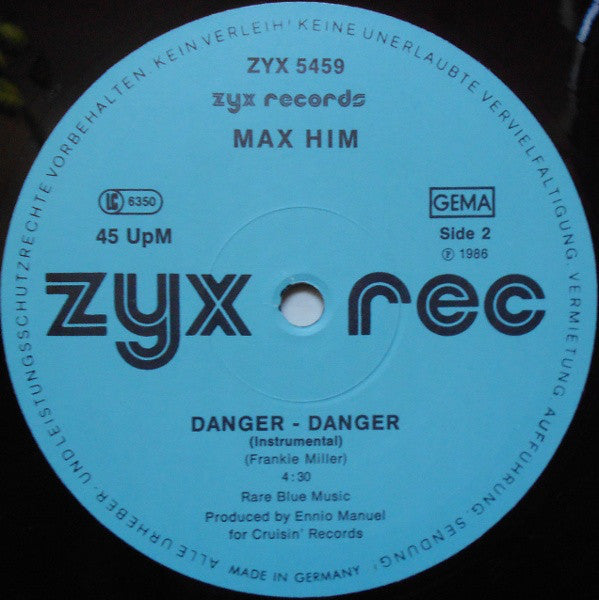 ALLE URHEBER- UND LEISTUNGSSCHUTZRECHTE VORBEHALTEN. KEIN VERLEIH! KEINE UNERLAUBTE VERVIELFÄLTIGUNG, VERMIETUNG AUFFÜHRUNG, SENDUNG!
ZYX 5459
zyx records
MAX HIM
LC 6350
GEMA
45 UpM
Side 2
℗ 1986
zyx rec
DANGER - DANGER
(Instrumental)
(Frankie Miller)
4:30
Rare Blue Music
Produced by Ennio Manuel
for Cruisin' Records
MADE IN GERMANY